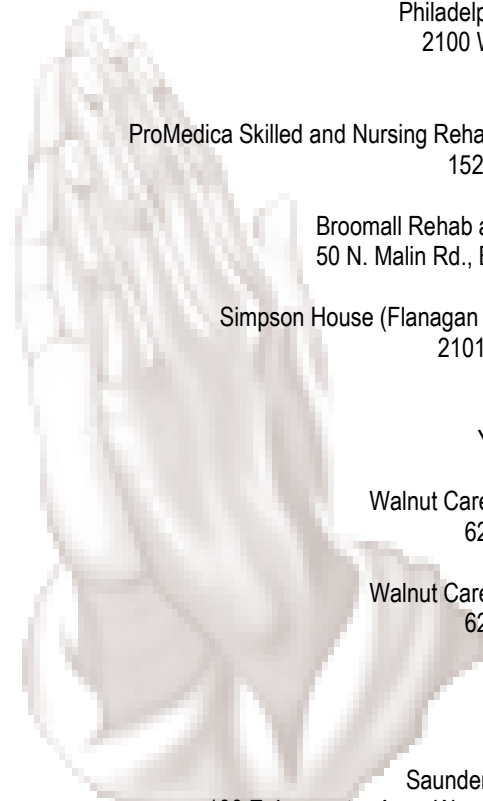 Philadelp
2100 W
ProMedica Skilled and Nursing Reha
152
Broomall Rehab a
50 N. Malin Rd., B
Simpson House (Flanagan
2101
Y
Walnut Care
62
Walnut Care
62
Saunder